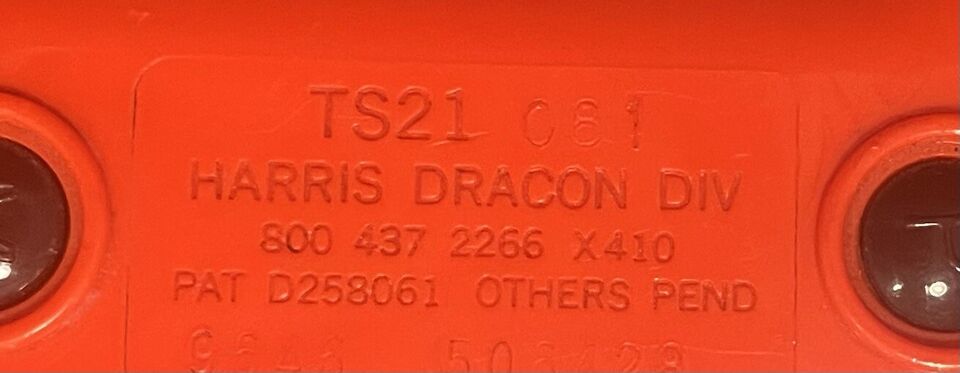 TS21 081
HARRIS DRACON DIV
800 437 2266 X410
PAT D258061 OTHERS PEND